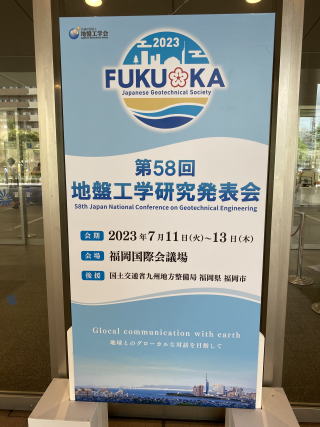 地盤工学会
2023
FUKUOKA
Japanese Geotechnical Society
第58回
地盤工学研究発表会
58th Japan National Conference on Geotechnical Engineering
会期 2023年7月11日(火)～13日(木)
会場 福岡国際会議場
後援 国土交通省九州地方整備局 福岡県 福岡市
Glocal communication with earth
地球とのグローカルな対話を目指して